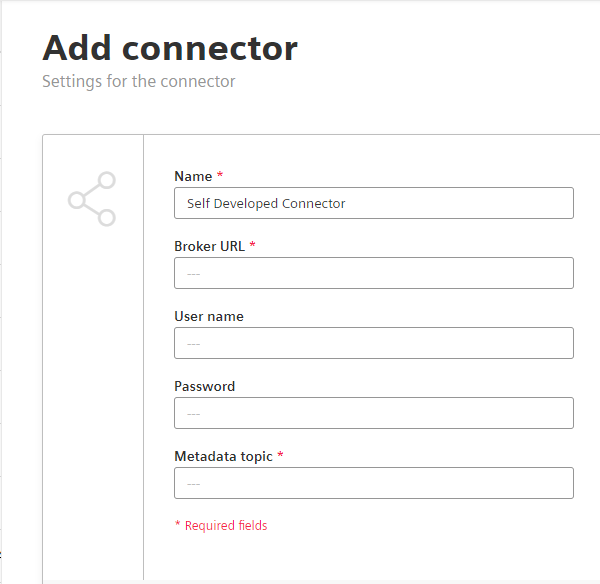 Add connector
Settings for the connector
Name *
Self Developed Connector
Broker URL *
---
User name
---
Password
---
Metadata topic *
---
* Required fields